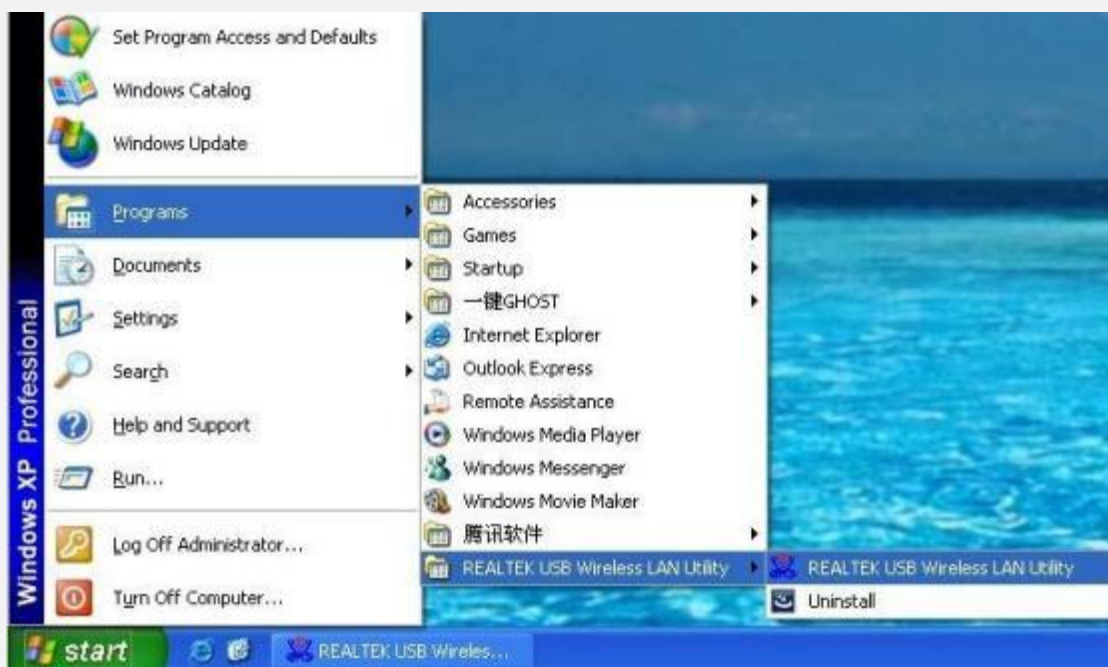 Set Program Access and Defaults
Windows Catalog
Windows Update
Programs
Documents
Settings
Search
Help and Support
Run...
Log Off Administrator...
Turn Off Computer...
Windows XP Professional
Accessories
Games
Startup
一键GHOST
Internet Explorer
Outlook Express
Remote Assistance
Windows Media Player
Windows Messenger
Windows Movie Maker
腾讯软件
REALTEK USB Wireless LAN Utility
REALTEK USB Wireless LAN Utility
Uninstall
start
REALTEK USB Wireles...